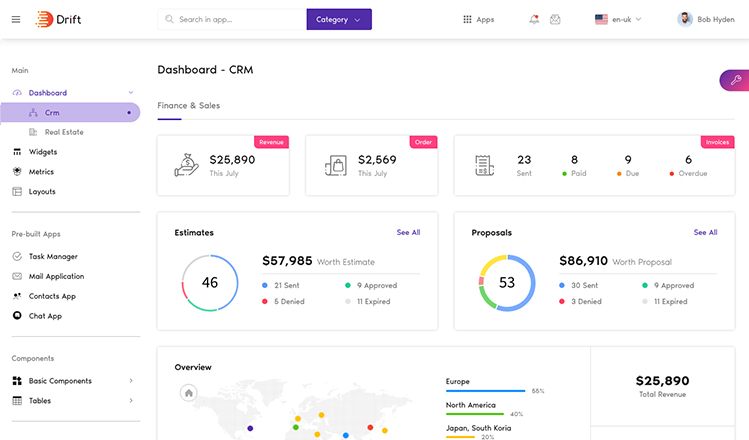 Drift
Search in app...
Category
Apps
en-uk
Bob Hyden
Main
Dashboard
Crm
Real Estate
Widgets
Metrics
Layouts
Pre-built Apps
Task Manager
Mail Application
Contacts App
Chat App
Components
Basic Components
Tables
Dashboard - CRM
Finance & Sales
Revenue
$25,890
This July
Order
$2,569
This July
Invoices
23 8 9 6
Sent Paid Due Overdue
Estimates See All
46
$57,985 Worth Estimate
21 Sent 9 Approved
5 Denied 11 Expired
Proposals See All
53
$86,910 Worth Proposal
30 Sent 9 Approved
3 Denied 11 Expired
Overview
Europe
55%
North America
40%
Japan, South Koria
20%
$25,890
Total Revenue